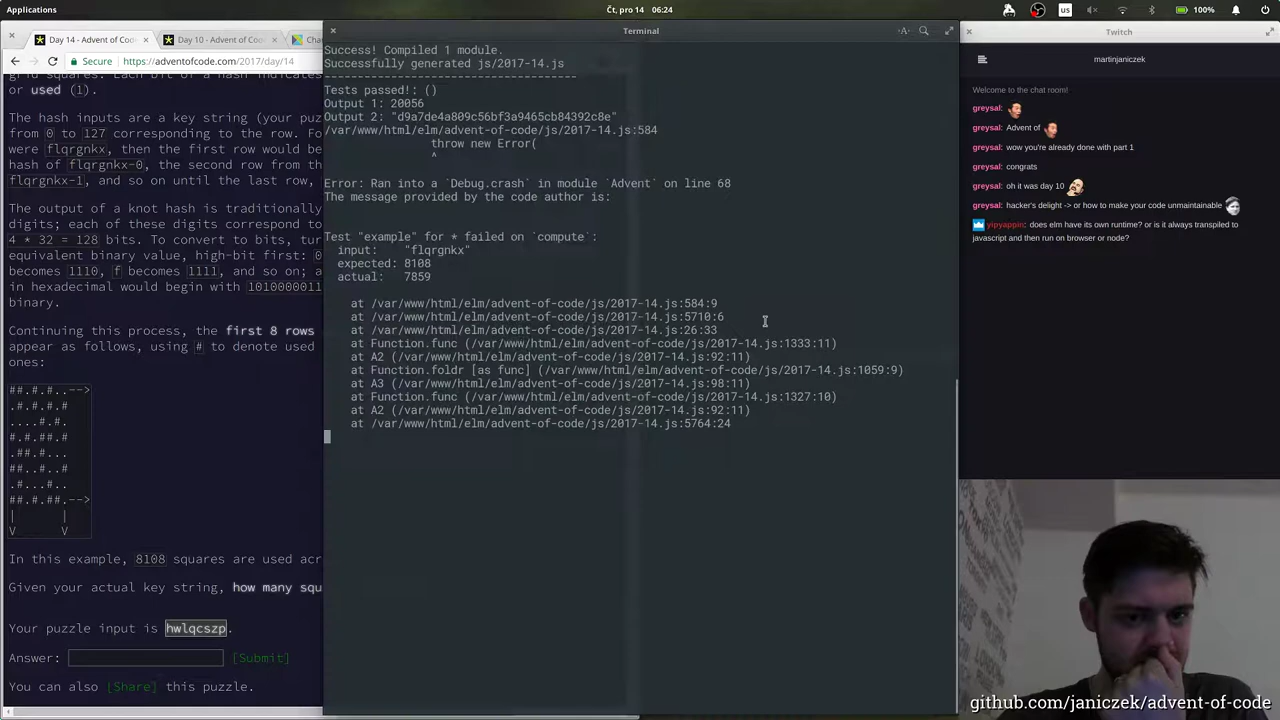 Applications
Čt, pro 14 06:24
us
100%
Day 14 - Advent of Cod
Day 10 - Advent of Cod
Cha
Secure
https://adventofcode.com/2017/day/14
grid squares. Each bit of a hash indicates
or used (1).
The hash inputs are a key string (your puz
from 0 to 127 corresponding to the row. Fo
were flqrgnkx, then the first row would be
hash of flqrgnkx-0, the second row from th
flqrgnkx-1, and so on until the last row,
The output of a knot hash is traditionally
digits; each of these digits correspond to
4 * 32 = 128 bits. To convert to bits, tur
equivalent binary value, high-bit first: 0
becomes 1110, f becomes 1111, and so on; a
in hexadecimal would begin with 1010000011
binary.
Continuing this process, the first 8 rows
appear as follows, using # to denote used
ones:
##.#.#..-->
.#.#.#.#
....#.#.
#.#.##.#
.##.#...
##..#..#
.#...#..
##.#.##.-->
|      |
V      V
In this example, 8108 squares are used acr
Given your actual key string, how many squ
Your puzzle input is hwlqcszp.
Answer:
[Submit]
You can also [Share] this puzzle.
Terminal
Success! Compiled 1 module.
Successfully generated js/2017-14.js
--------------------------------------
Tests passed!: ()
Output 1: 20056
Output 2: "d9a7de4a809c56bf3a9465cb84392c8e"
/var/www/html/elm/advent-of-code/js/2017-14.js:584
throw new Error(
^
Error: Ran into a `Debug.crash` in module `Advent` on line 68
The message provided by the code author is:
Test "example" for * failed on `compute`:
input: "flqrgnkx"
expected: 8108
actual: 7859
at /var/www/html/elm/advent-of-code/js/2017-14.js:584:9
at /var/www/html/elm/advent-of-code/js/2017-14.js:5710:6
at /var/www/html/elm/advent-of-code/js/2017-14.js:26:33
at Function.func (/var/www/html/elm/advent-of-code/js/2017-14.js:1333:11)
at A2 (/var/www/html/elm/advent-of-code/js/2017-14.js:92:11)
at Function.foldr [as func] (/var/www/html/elm/advent-of-code/js/2017-14.js:1059:9)
at A3 (/var/www/html/elm/advent-of-code/js/2017-14.js:98:11)
at Function.func (/var/www/html/elm/advent-of-code/js/2017-14.js:1327:10)
at A2 (/var/www/html/elm/advent-of-code/js/2017-14.js:92:11)
at /var/www/html/elm/advent-of-code/js/2017-14.js:5764:24
Twitch
martinjaniczek
Welcome to the chat room!
greysal:
greysal: Advent of
greysal: wow you're already done with part 1
greysal: congrats
greysal: oh it was day 10
greysal: hacker's delight -> or how to make your code unmaintainable
yipyappin: does elm have its own runtime? or is it always transpiled to
javascript and then run on browser or node?
github.com/janiczek/advent-of-code